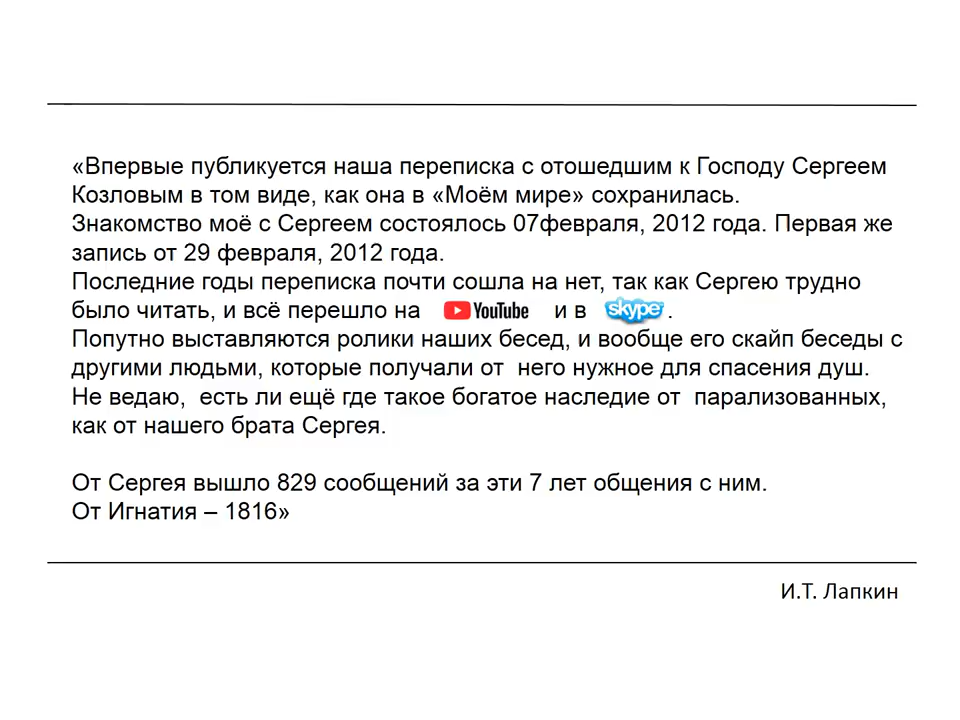 «Впервые публикуется наша переписка с отошедшим к Господу Сергеем
Козловым в том виде, как она в «Моём мире» сохранилась.
Знакомство моё с Сергеем состоялось 07февраля, 2012 года. Первая же
запись от 29 февраля, 2012 года.
Последние годы переписка почти сошла на нет, так как Сергею трудно
было читать, и всё перешло на YouTube и в skype .
Попутно выставляются ролики наших бесед, и вообще его скайп беседы с
другими людьми, которые получали от  него нужное для спасения душ.
Не ведаю,  есть ли ещё где такое богатое наследие от  парализованных,
как от нашего брата Сергея.
От Сергея вышло 829 сообщений за эти 7 лет общения с ним.
От Игнатия – 1816»
И.Т. Лапкин